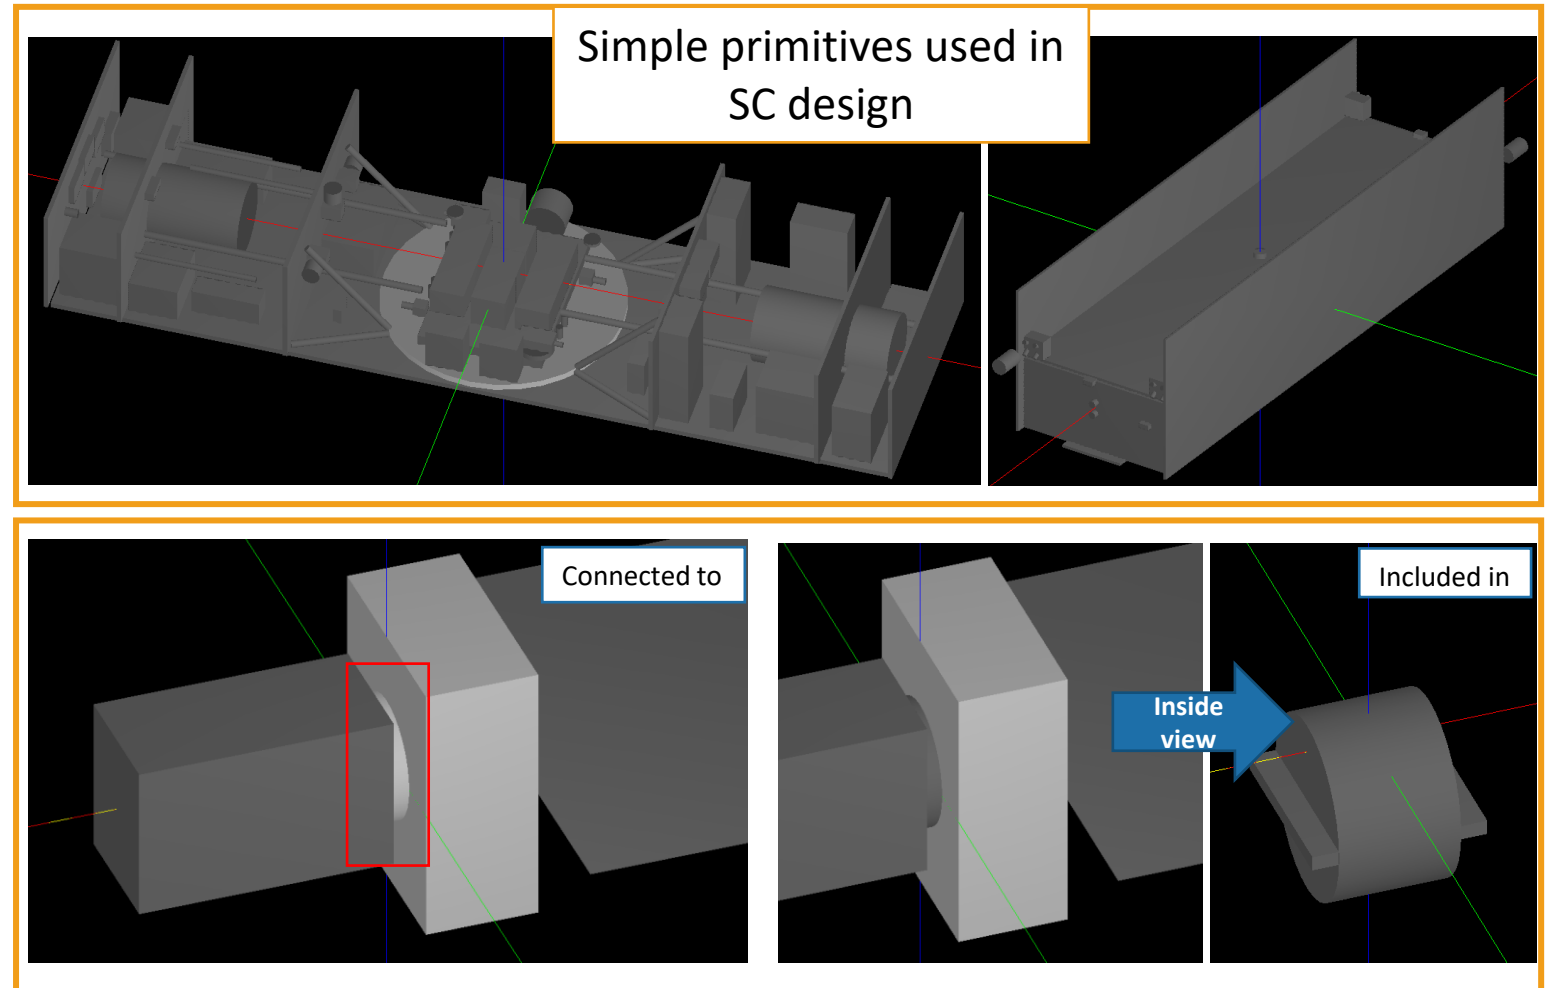 Simple primitives used in
SC design
Connected to
Included in
Inside
view